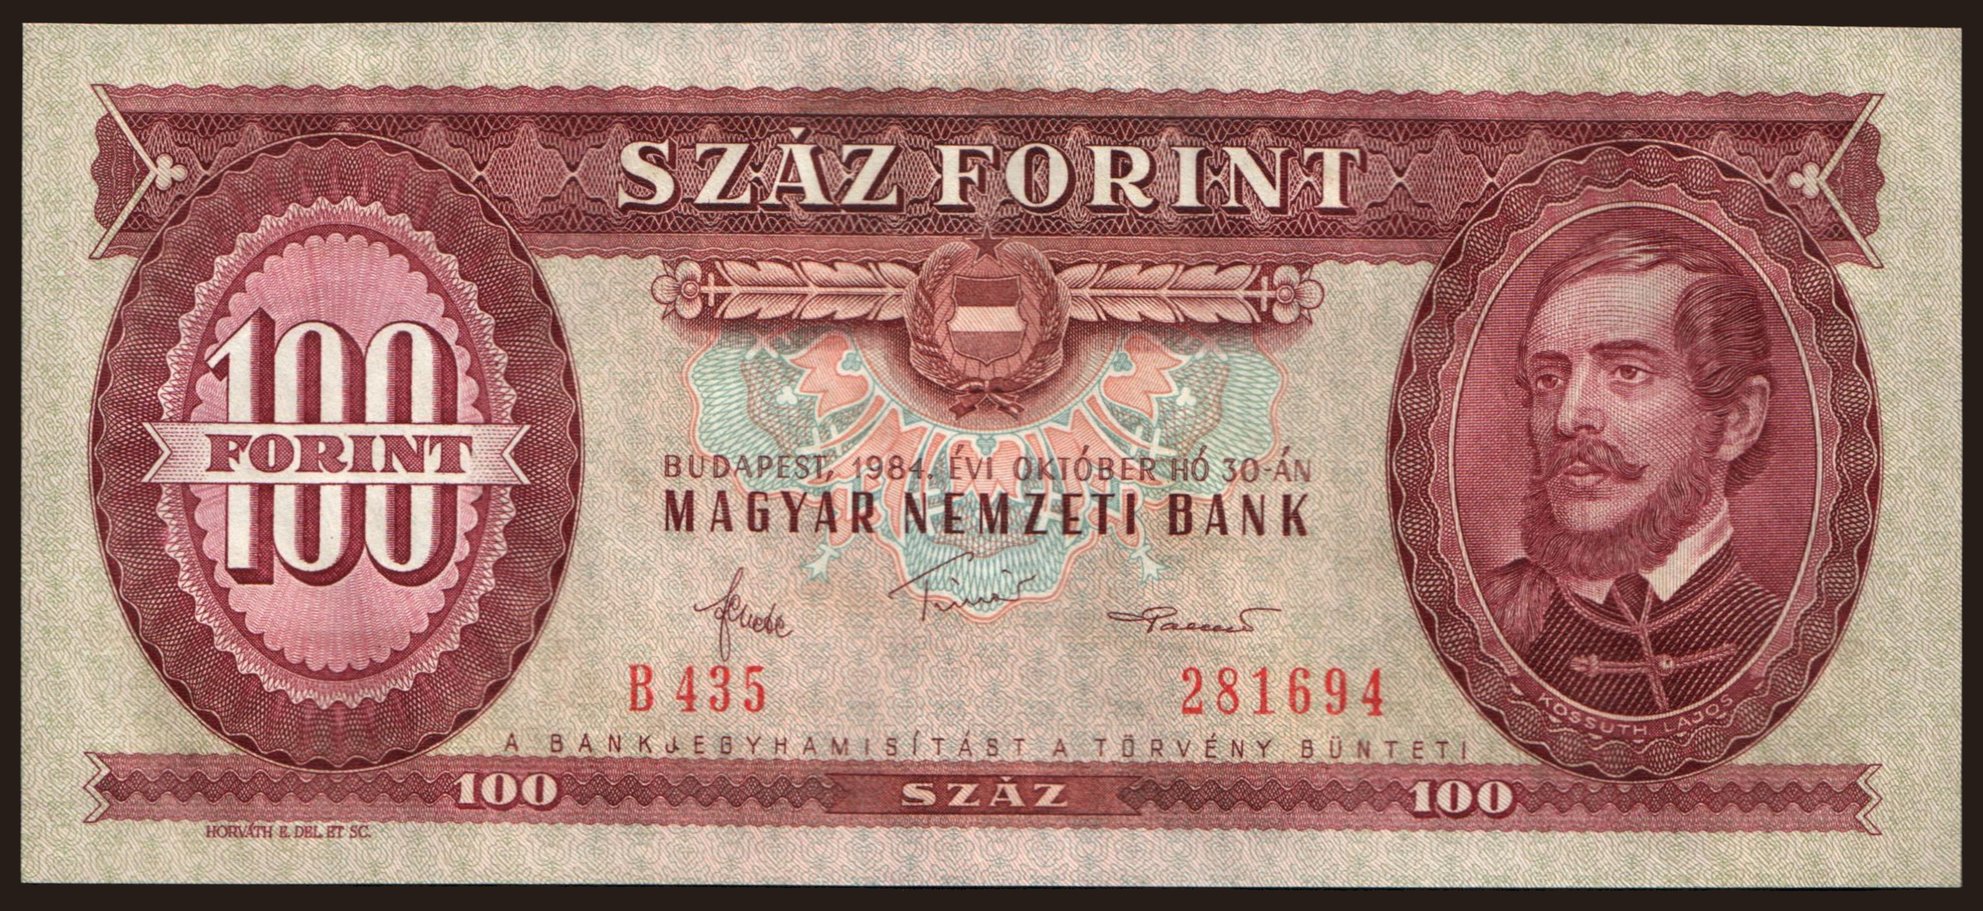 SZÁZ FORINT
100
FORINT
BUDAPEST, 1984. ÉVI OKTÓBER HÓ 30-ÁN
MAGYAR NEMZETI BANK
B 435 281694
KOSSUTH LAJOS
A BANKJEGYHAMISÍTÁST A TÖRVÉNY BÜNTETI
100 SZÁZ 100
HORVÁTH E. DEL. ET SC.